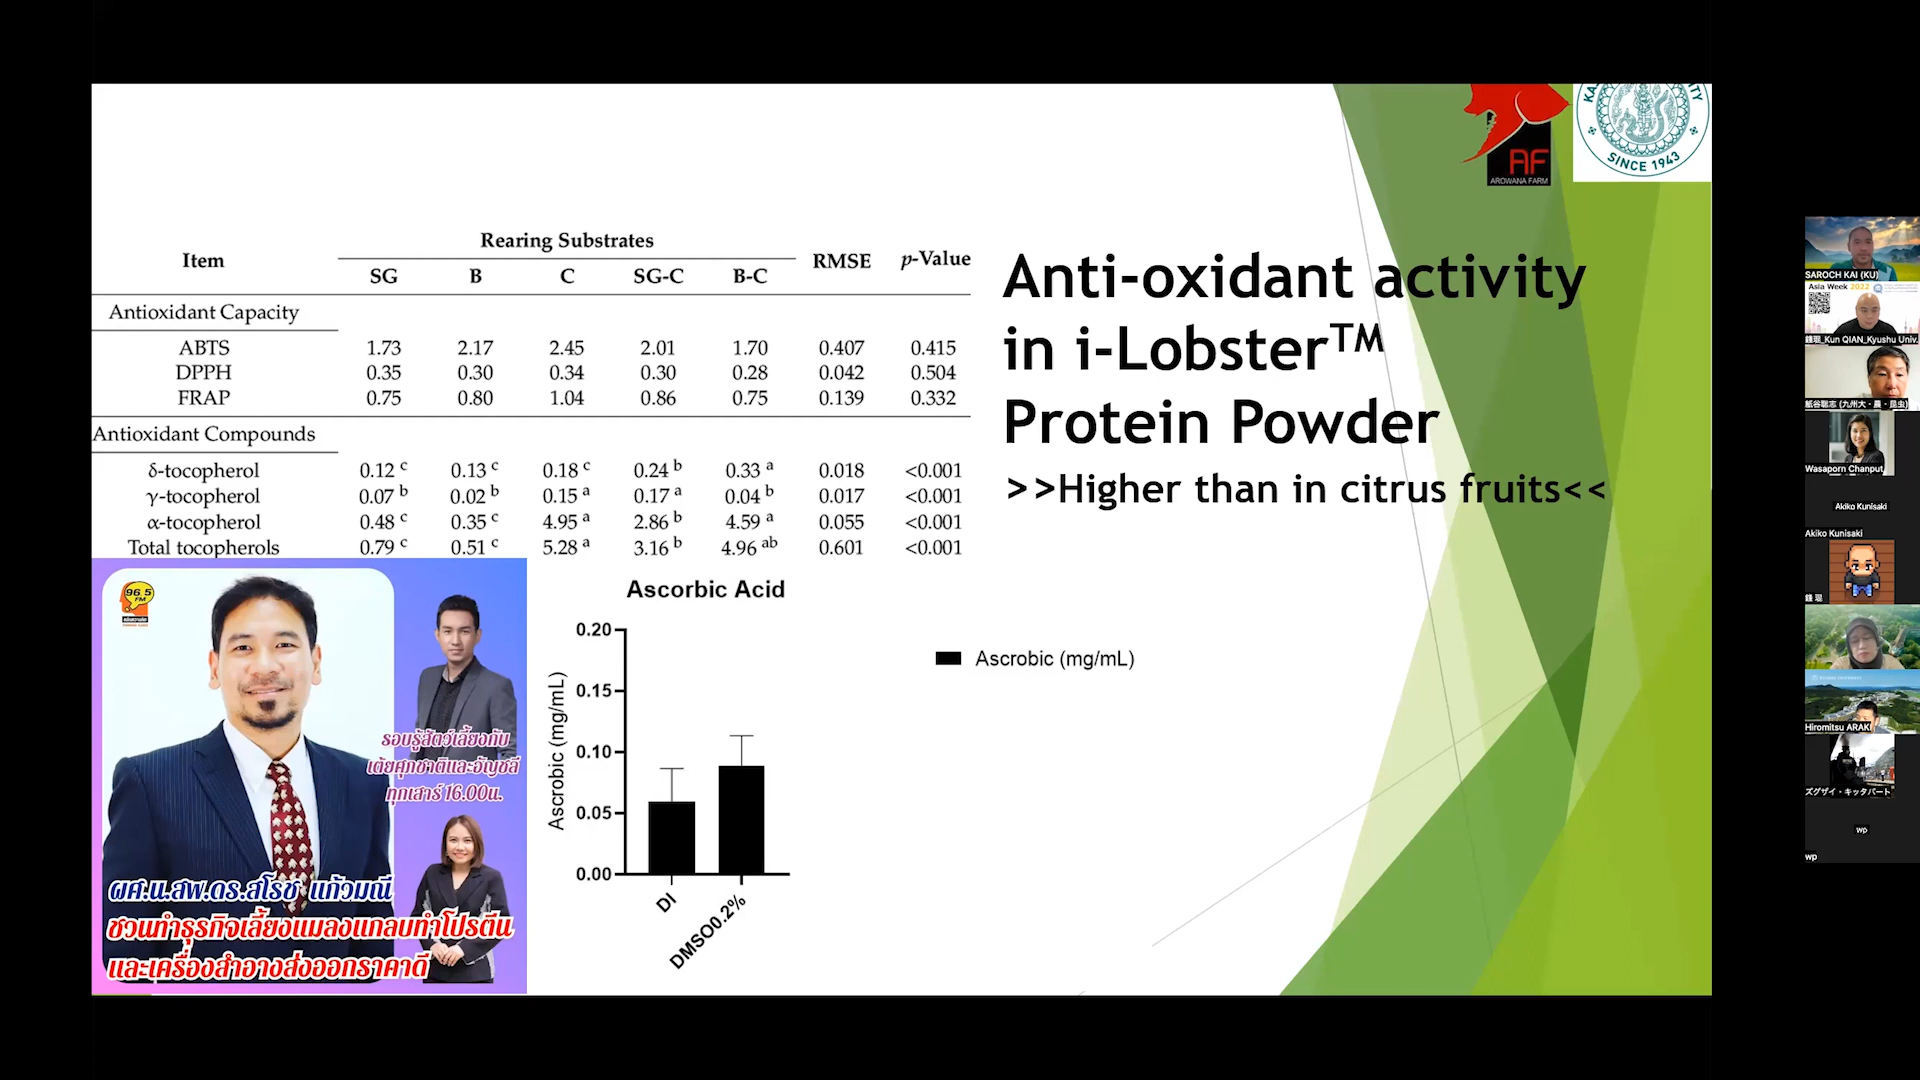 KA
TY
SINCE 1943
AF
AROWANA FARM
Item Rearing Substrates RMSE p-Value
SG B C SG-C B-C
Antioxidant Capacity
ABTS 1.73 2.17 2.45 2.01 1.70 0.407 0.415
DPPH 0.35 0.30 0.34 0.30 0.28 0.042 0.504
FRAP 0.75 0.80 1.04 0.86 0.75 0.139 0.332
Antioxidant Compounds
δ-tocopherol 0.12 c 0.13 c 0.18 c 0.24 b 0.33 a 0.018 <0.001
γ-tocopherol 0.07 b 0.02 b 0.15 a 0.17 a 0.04 b 0.017 <0.001
α-tocopherol 0.48 c 0.35 c 4.95 a 2.86 b 4.59 a 0.055 <0.001
Total tocopherols 0.79 c 0.51 c 5.28 a 3.16 b 4.96 ab 0.601 <0.001
Anti-oxidant activity
in i-Lobster™
Protein Powder
>>Higher than in citrus fruits<<
96.5
FM
รอบรู้สัตว์เลี้ยงกับ
เต้ยศุภชาติและอัญชลี
ทุกเสาร์ 16.00น.
ผศ.น.สพ.ดร.สโรช แก้วมณี
ชวนทำธุรกิจเลี้ยงแมลงแกลบทำโปรตีน
และเครื่องสำอางส่งออกราคาดี
Ascorbic Acid
Ascrobic (mg/mL)
0.20
0.15
0.10
0.05
0.00
DI
DMSO0.2%
Ascrobic (mg/mL)
SAROCH KAI (KU)
Asia Week 2022
錢琨_Kun QIAN_Kyushu Univ.
紙谷聡志 (九州大・農・昆虫)
Wasaporn Chanput
Akiko Kunisaki
Akiko Kunisaki
錢 琨
Hiromitsu ARAKI
ズグザイ・キッタパート
wp
wp